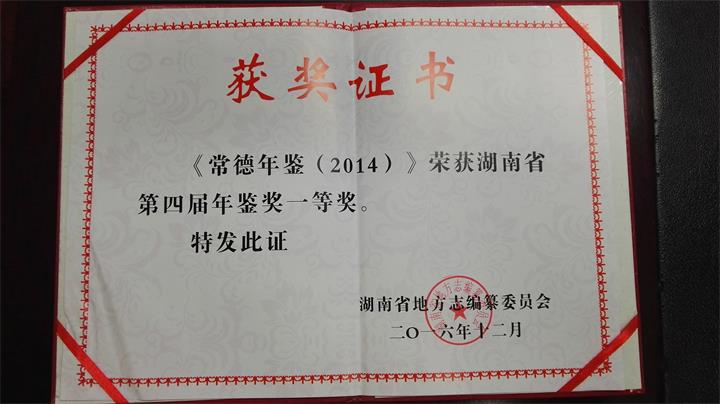 获奖证书
《常德年鉴（2014）》荣获湖南省
第四届年鉴奖一等奖。
特发此证
湖南省地方志编纂委员会
二〇一六年十二月